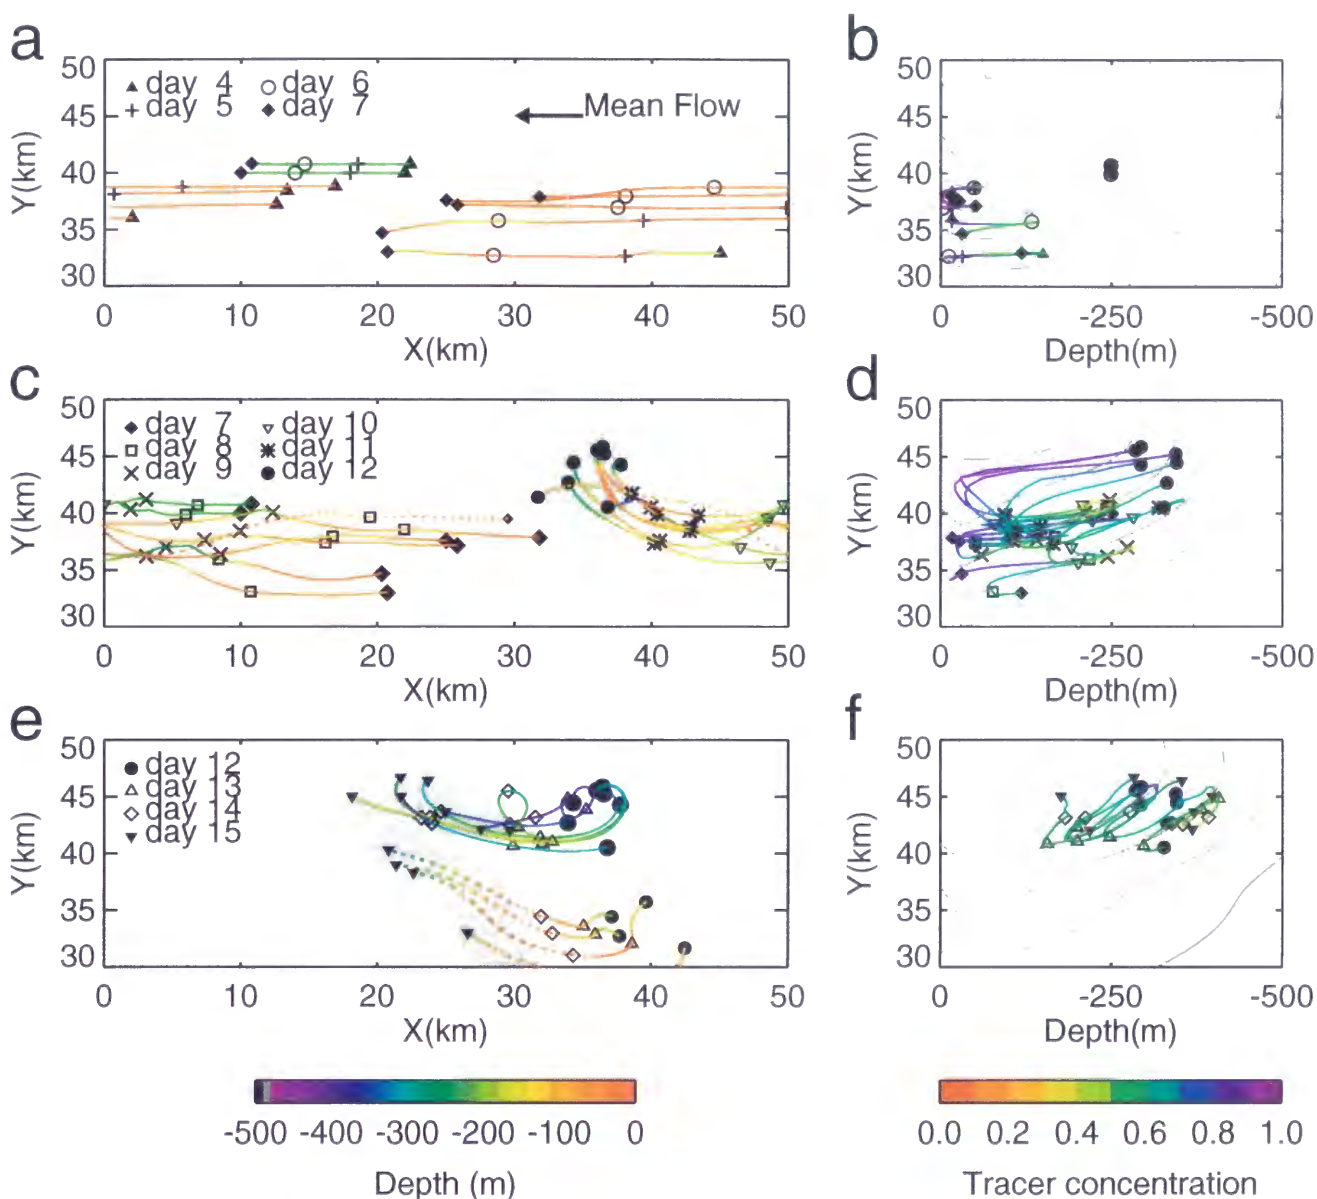 a
50
45
40
35
30
Y(km)
day 4
day 5
day 6
day 7
Mean Flow
0 10 20 30 40 50
X(km)
b
50
45
40
35
30
Y(km)
0 -250 -500
Depth(m)
c
50
45
40
35
30
Y(km)
day 7
day 8
day 9
day 10
day 11
day 12
0 10 20 30 40 50
X(km)
d
50
45
40
35
30
Y(km)
0 -250 -500
Depth(m)
e
50
45
40
35
30
Y(km)
day 12
day 13
day 14
day 15
0 10 20 30 40 50
X(km)
f
50
45
40
35
30
Y(km)
0 -250 -500
Depth(m)
-500 -400 -300 -200 -100 0
Depth (m)
0.0 0.2 0.4 0.6 0.8 1.0
Tracer concentration